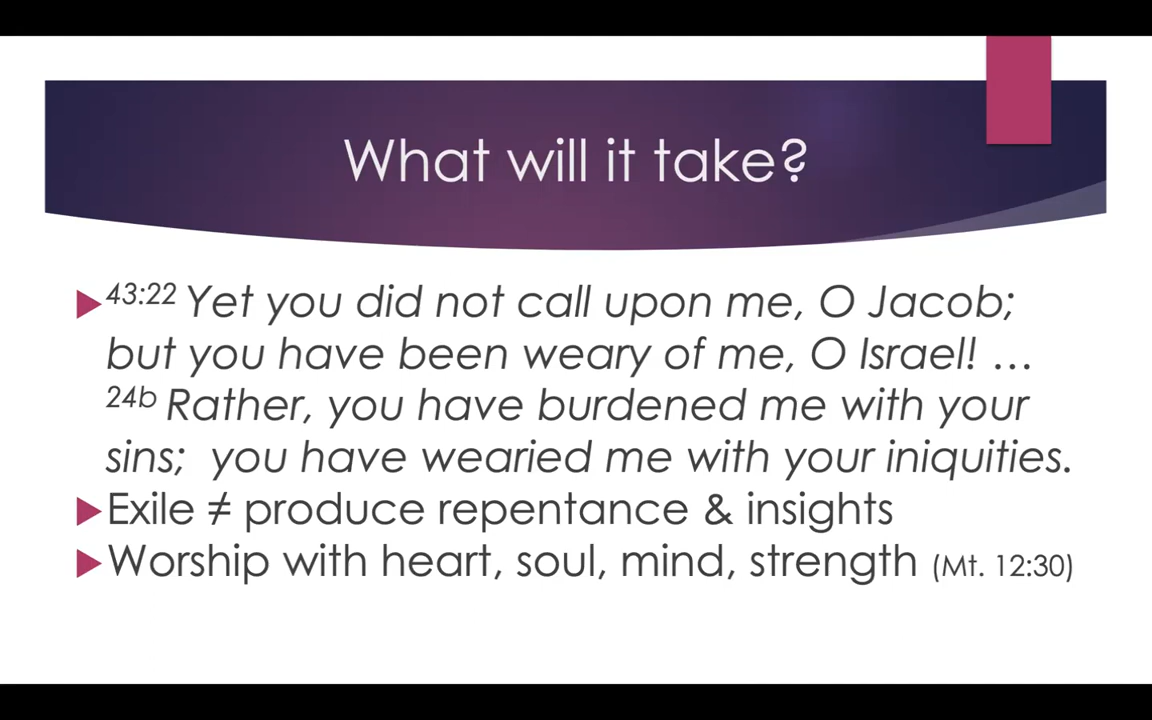 What will it take?
43:22 Yet you did not call upon me, O Jacob;
but you have been weary of me, O Israel! …
24b Rather, you have burdened me with your
sins; you have wearied me with your iniquities.
Exile ≠ produce repentance & insights
Worship with heart, soul, mind, strength (Mt. 12:30)